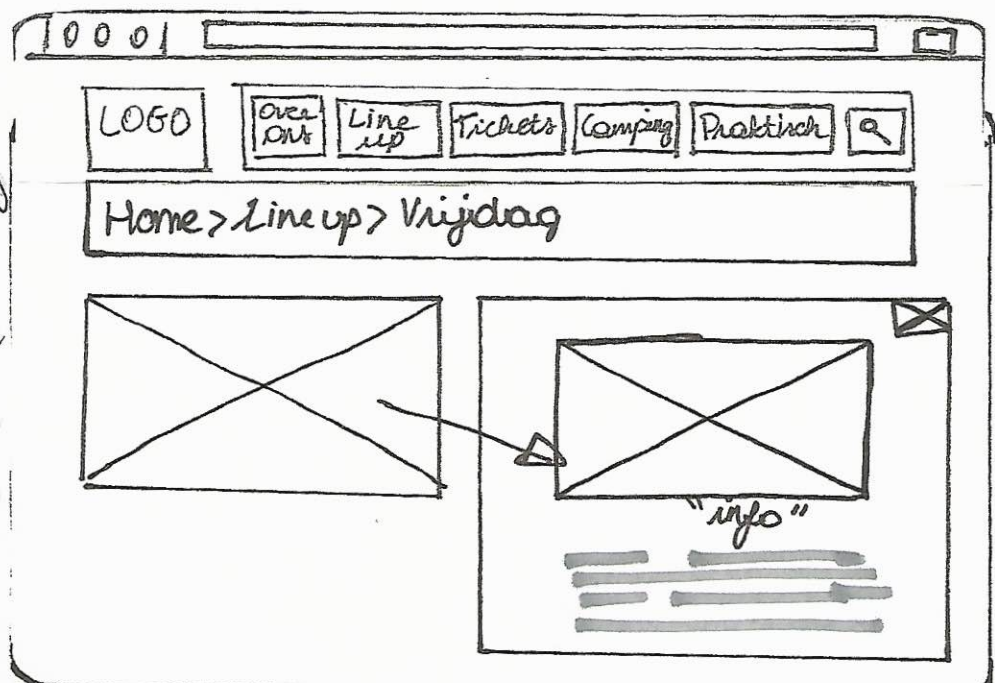 LOGO
Over ons
Line up
Tickets
Camping
Praktisch
Home > Line up > Vrijdag
"info"